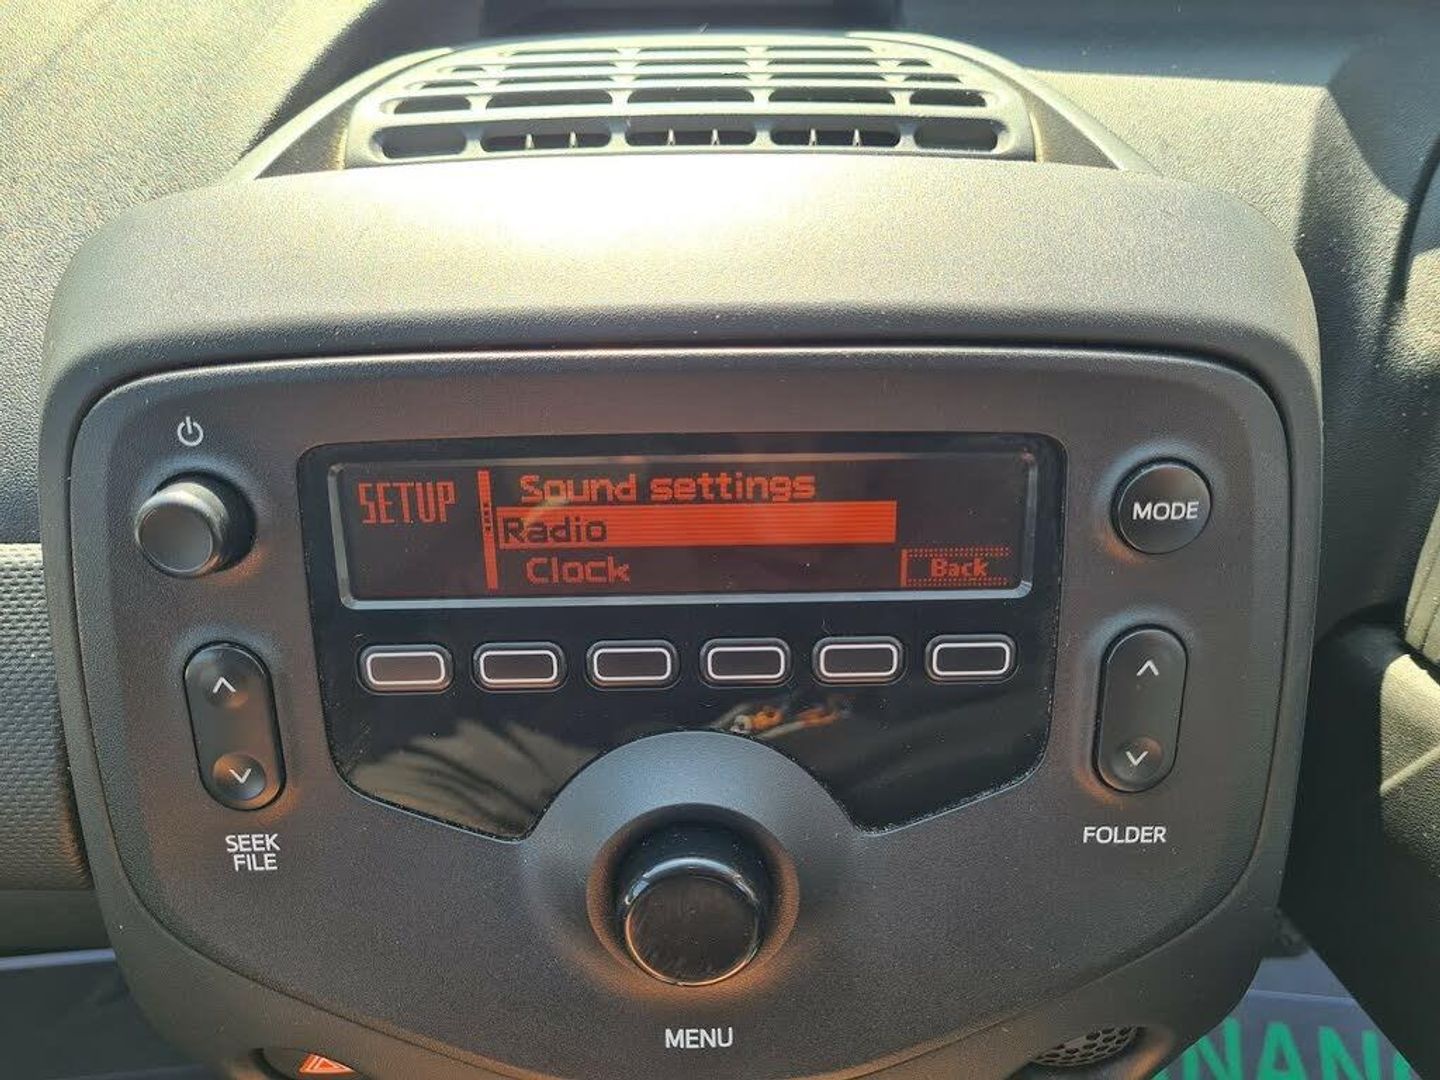 SETUP
Sound settings
Radio
Clock
Back
MODE
SEEK
FILE
FOLDER
MENU